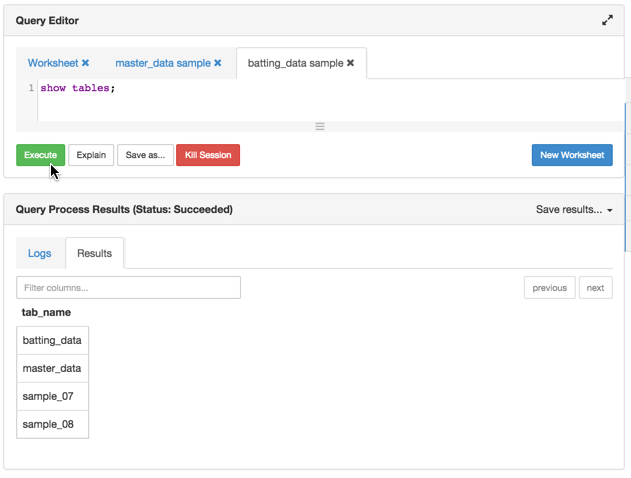 Query Editor
Worksheet ✖ master_data sample ✖ batting_data sample ✖
1 show tables;
Execute Explain Save as... Kill Session New Worksheet
Query Process Results (Status: Succeeded) Save results...
Logs Results
Filter columns... previous next
tab_name
batting_data
master_data
sample_07
sample_08